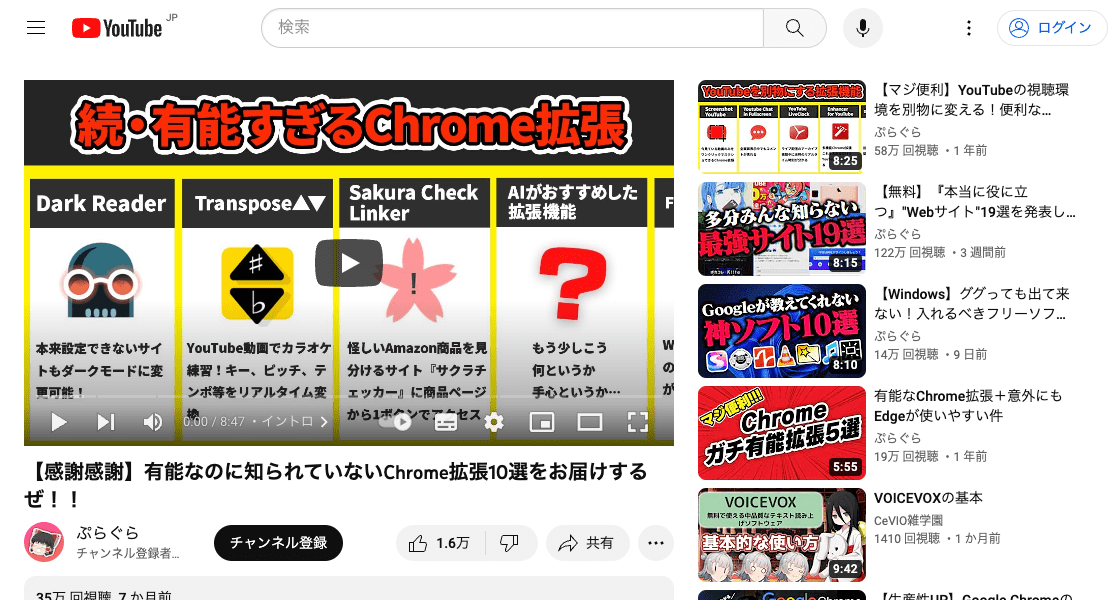 YouTube JP
検索
ログイン
続・有能すぎるChrome拡張
Dark Reader
本来設定できないサイ
トもダークモードに変
更可能！
Transpose▲▼
YouTube動画でカラオケ
練習！キー、ピッチ、テ
ンポ等をリアルタイム変
換
Sakura Check
Linker
怪しいAmazon商品を見
分けるサイト『サクラチ
ェッカー』に商品ページ
から1ボタンでアクセス
AIがおすすめした
拡張機能
もう少しこう
何というか
手心というか…
0:00 / 8:47 ・イントロ
【感謝感謝】有能なのに知られていないChrome拡張10選をお届けする
ぜ！！
ぷらぐら
チャンネル登録者...
チャンネル登録
1.6万
共有
35万 回視聴 7 か月前
YouTubeを別物にする拡張機能
Screenshot
YouTube
Youtube Chat
in Fullscreen
YouTube
LiveClock
Enhancer
for YouTube
8:25
【マジ便利】YouTubeの視聴環
境を別物に変える！便利な...
ぷらぐら
58万 回視聴 ・1 年前
多分みんな知らない
最強サイト19選
8:15
【無料】『本当に役に立
つ』"Webサイト"19選を発表し...
ぷらぐら
122万 回視聴 ・3 週間前
Googleが教えてくれない
神ソフト10選
8:10
【Windows】ググっても出て来
ない！入れるべきフリーソフ...
ぷらぐら
14万 回視聴 ・9 日前
マジ便利!!!
Chrome
ガチ有能拡張5選
5:55
有能なChrome拡張＋意外にも
Edgeが使いやすい件
ぷらぐら
19万 回視聴 ・1 年前
VOICEVOX
無料で使える中品質なテキスト読み上
げソフトウェア
基本的な使い方
9:42
VOICEVOXの基本
CeVIO雑学園
1410 回視聴 ・1 か月前
【生産性UP】Google Chromeの